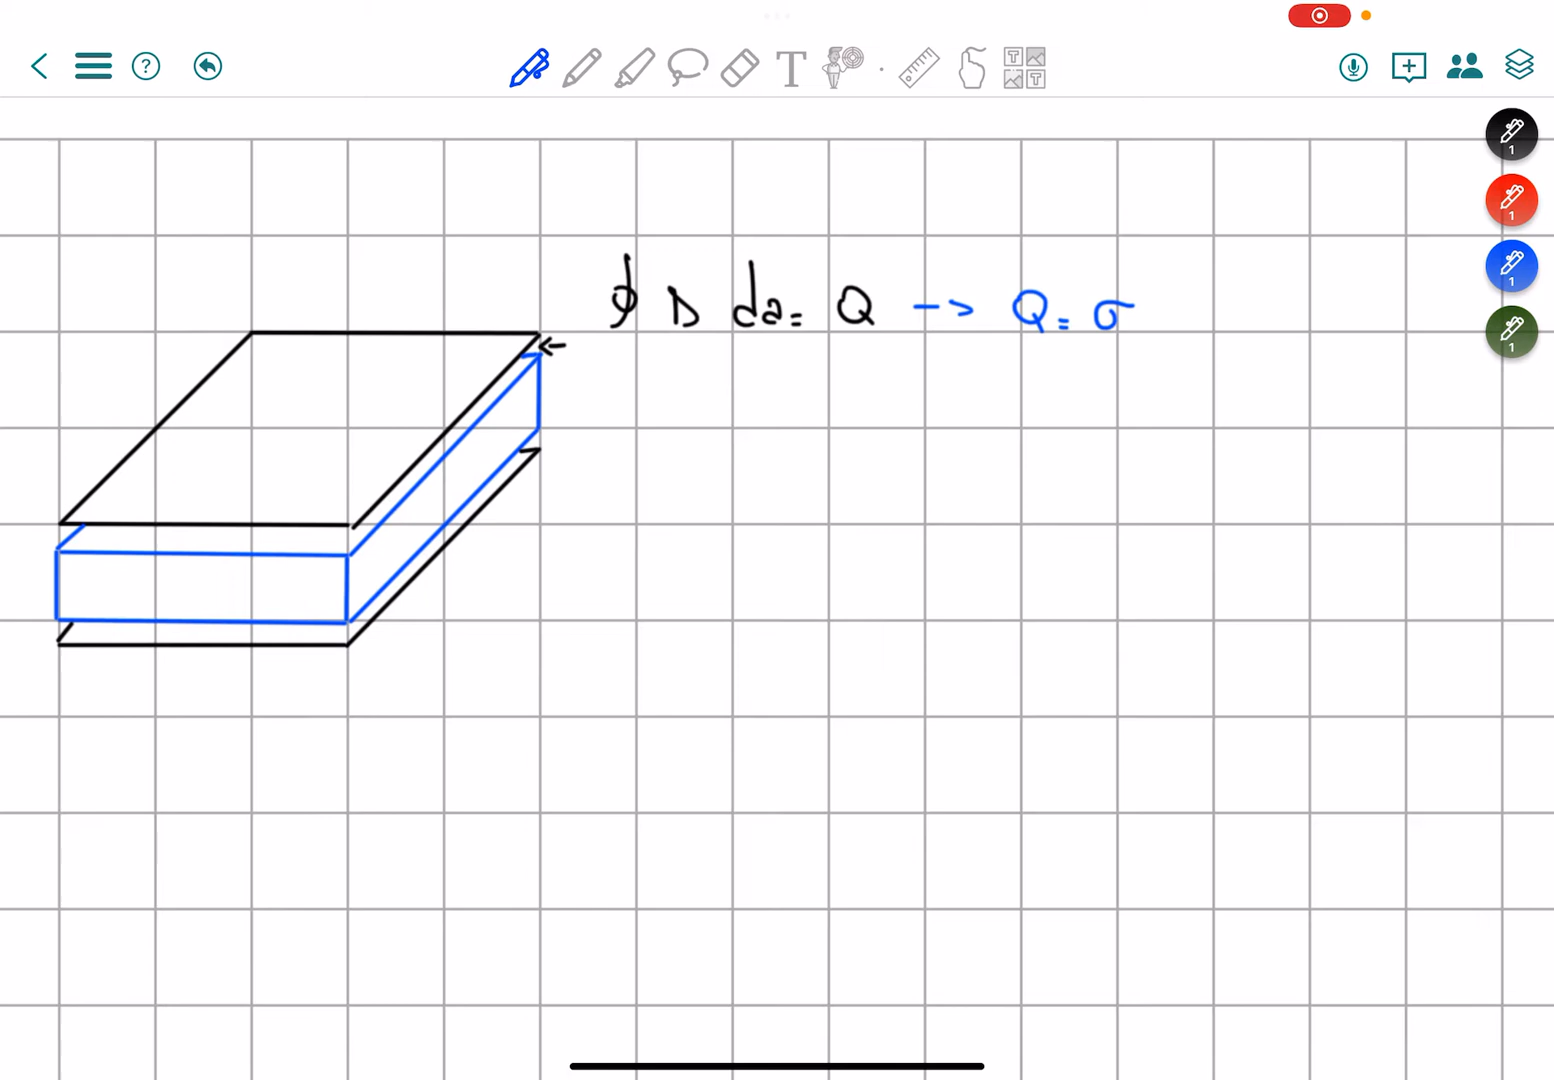 ∮ D da = Q -> Q = σ